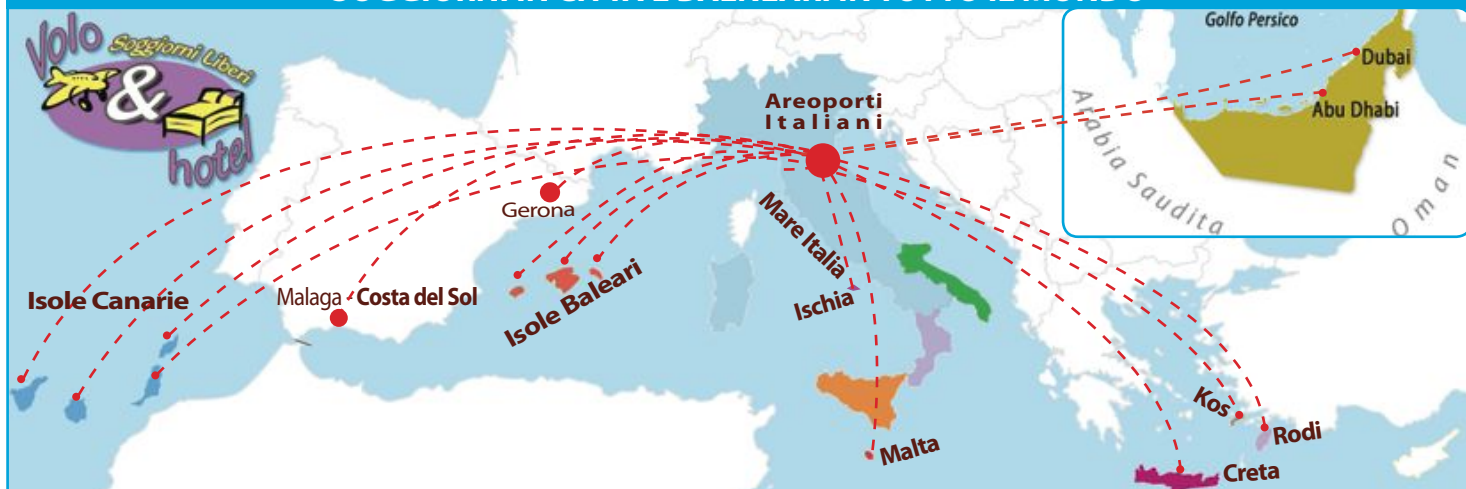 Volo
Soggiorni Liberi
&
hotel
Golfo Persico
Dubai
Abu Dhabi
Arabia Saudita
Oman
Areoporti
Italiani
Gerona
Mare Italia
Ischia
Isole Canarie
Malaga - Costa del Sol
Isole Baleari
Malta
Kos
Rodi
Creta